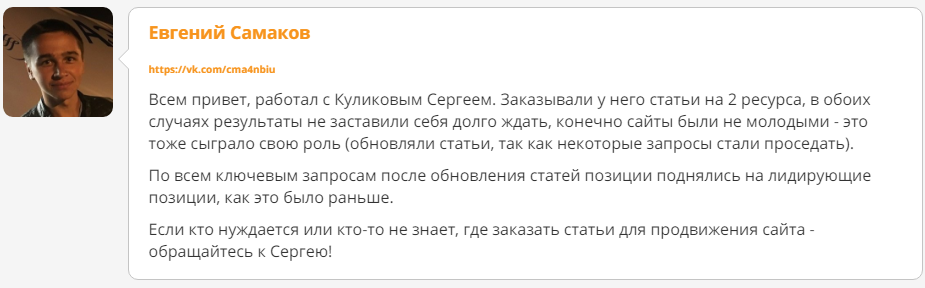 Евгений Самаков
https://vk.com/cma4nbiu
Всем привет, работал с Куликовым Сергеем. Заказывали у него статьи на 2 ресурса, в обоих
случаях результаты не заставили себя долго ждать, конечно сайты были не молодыми - это
тоже сыграло свою роль (обновляли статьи, так как некоторые запросы стали проседать).
По всем ключевым запросам после обновления статей позиции поднялись на лидирующие
позиции, как это было раньше.
Если кто нуждается или кто-то не знает, где заказать статьи для продвижения сайта -
обращайтесь к Сергею!